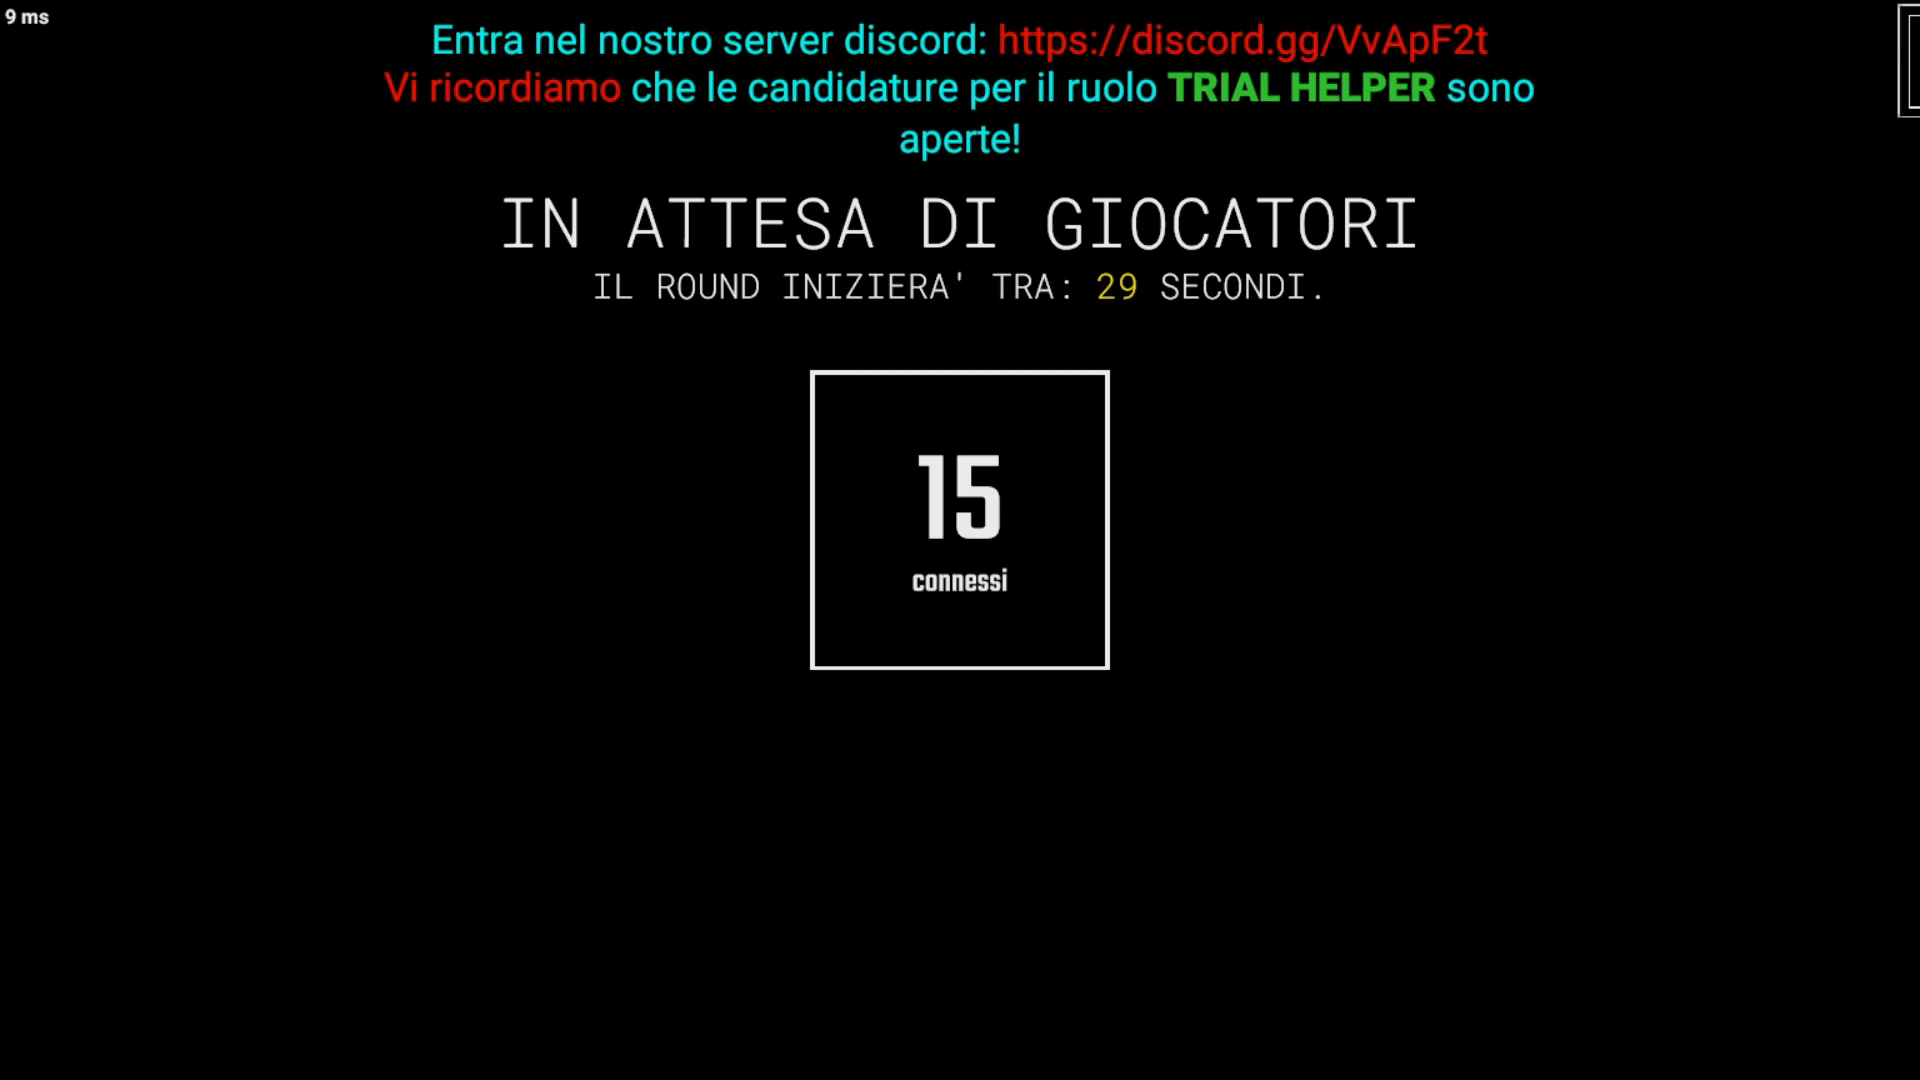 9 ms
Entra nel nostro server discord: https://discord.gg/VvApF2t
Vi ricordiamo che le candidature per il ruolo TRIAL HELPER sono
aperte!
IN ATTESA DI GIOCATORI
IL ROUND INIZIERA' TRA: 29 SECONDI.
15
connessi